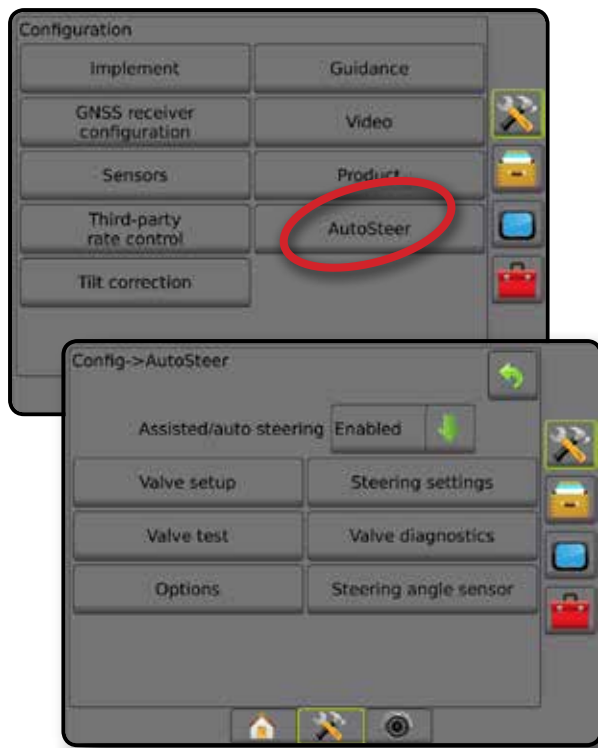 Configuration
Implement
Guidance
GNSS receiver
configuration
Video
Sensors
Product
Third-party
rate control
AutoSteer
Tilt correction
Config->AutoSteer
Assisted/auto steering Enabled
Valve setup
Steering settings
Valve test
Valve diagnostics
Options
Steering angle sensor